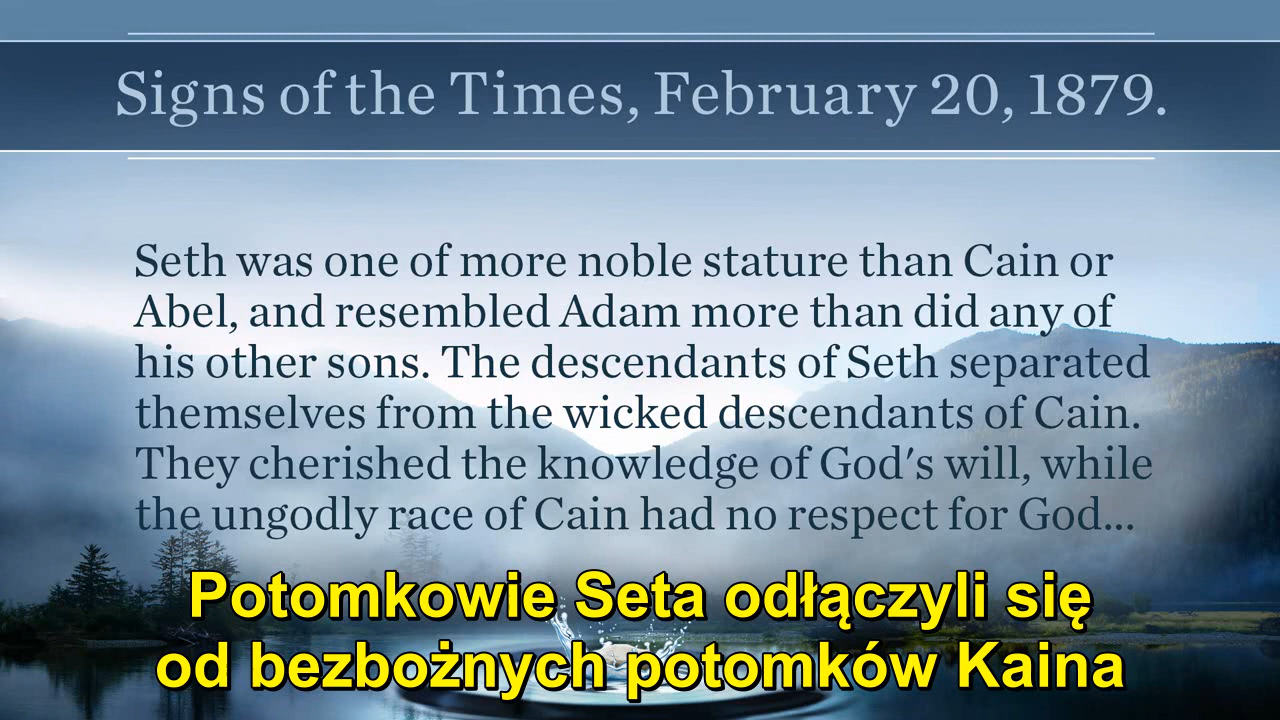 Signs of the Times, February 20, 1879.
Seth was one of more noble stature than Cain or
Abel, and resembled Adam more than did any of
his other sons. The descendants of Seth separated
themselves from the wicked descendants of Cain.
They cherished the knowledge of God's will, while
the ungodly race of Cain had no respect for God...
Potomkowie Seta odłączyli się
od bezbożnych potomków Kaina